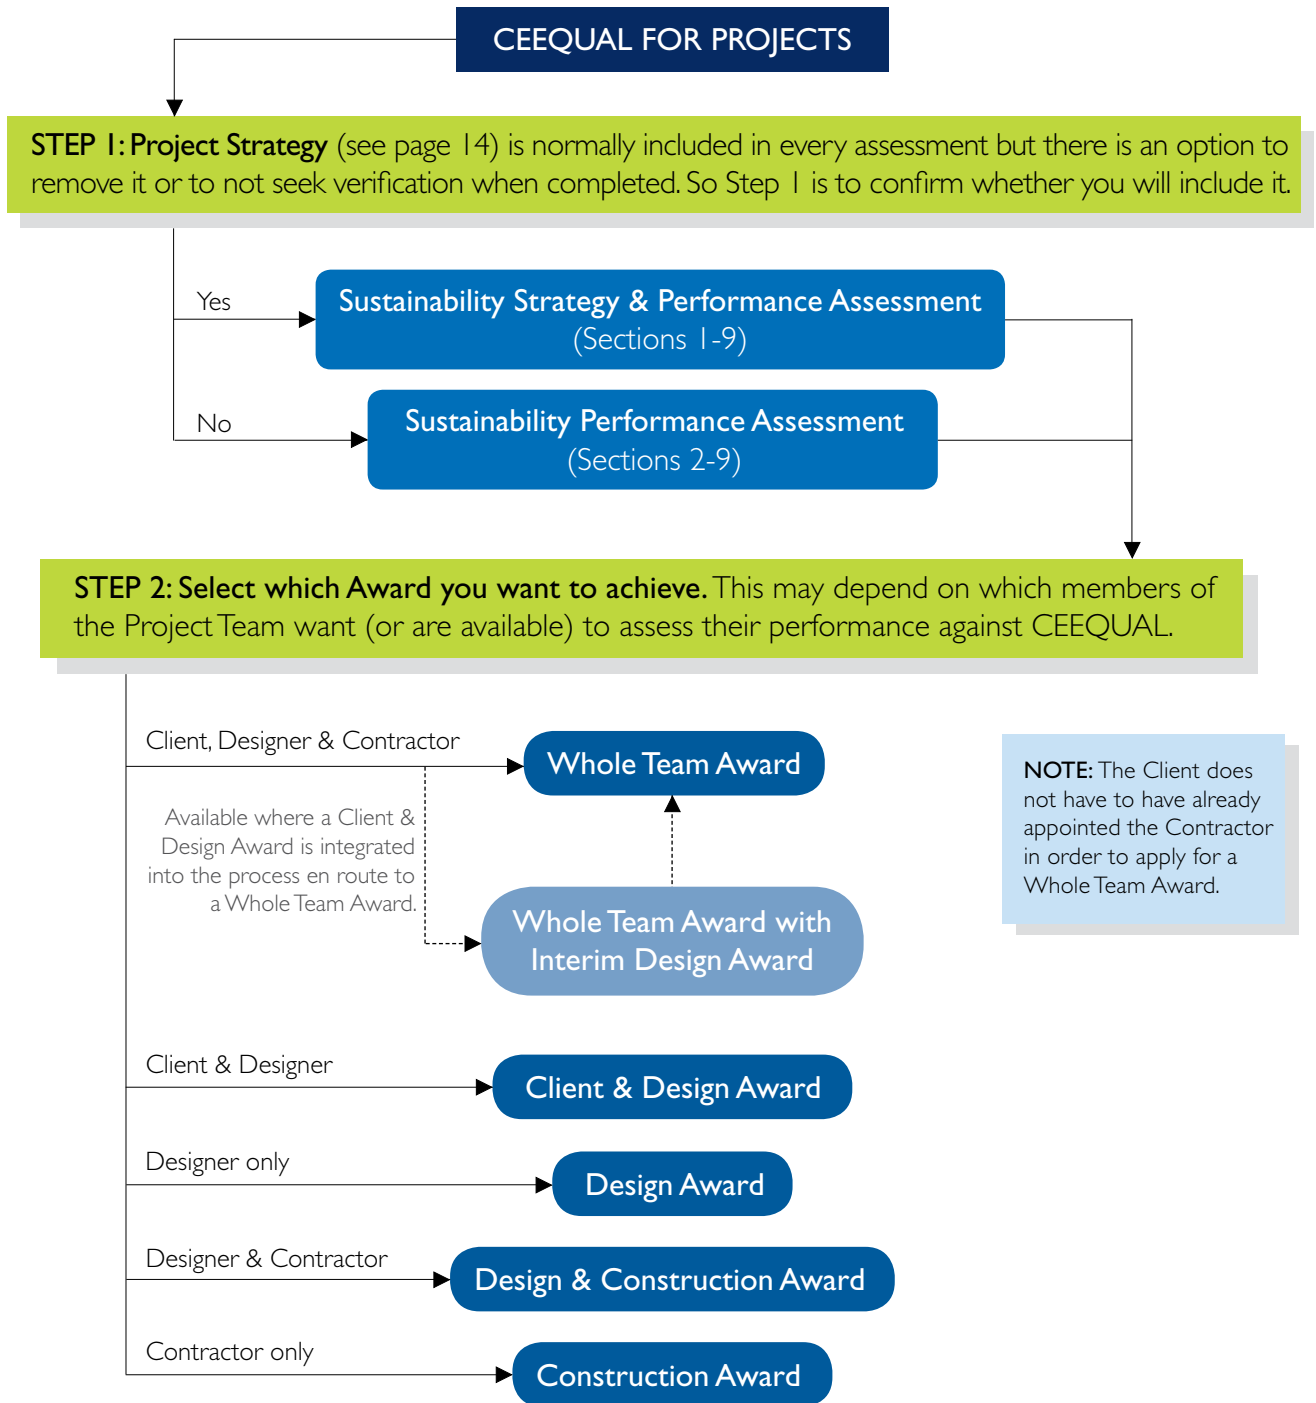 CEEQUAL FOR PROJECTS
STEP 1: Project Strategy (see page 14) is normally included in every assessment but there is an option to
remove it or to not seek verification when completed. So Step 1 is to confirm whether you will include it.
Yes
Sustainability Strategy & Performance Assessment
(Sections 1-9)
No
Sustainability Performance Assessment
(Sections 2-9)
STEP 2: Select which Award you want to achieve. This may depend on which members of
the Project Team want (or are available) to assess their performance against CEEQUAL.
Client, Designer & Contractor
Whole Team Award
Available where a Client &
Design Award is integrated
into the process en route to
a Whole Team Award.
Whole Team Award with
Interim Design Award
NOTE: The Client does
not have to have already
appointed the Contractor
in order to apply for a
Whole Team Award.
Client & Designer
Client & Design Award
Designer only
Design Award
Designer & Contractor
Design & Construction Award
Contractor only
Construction Award